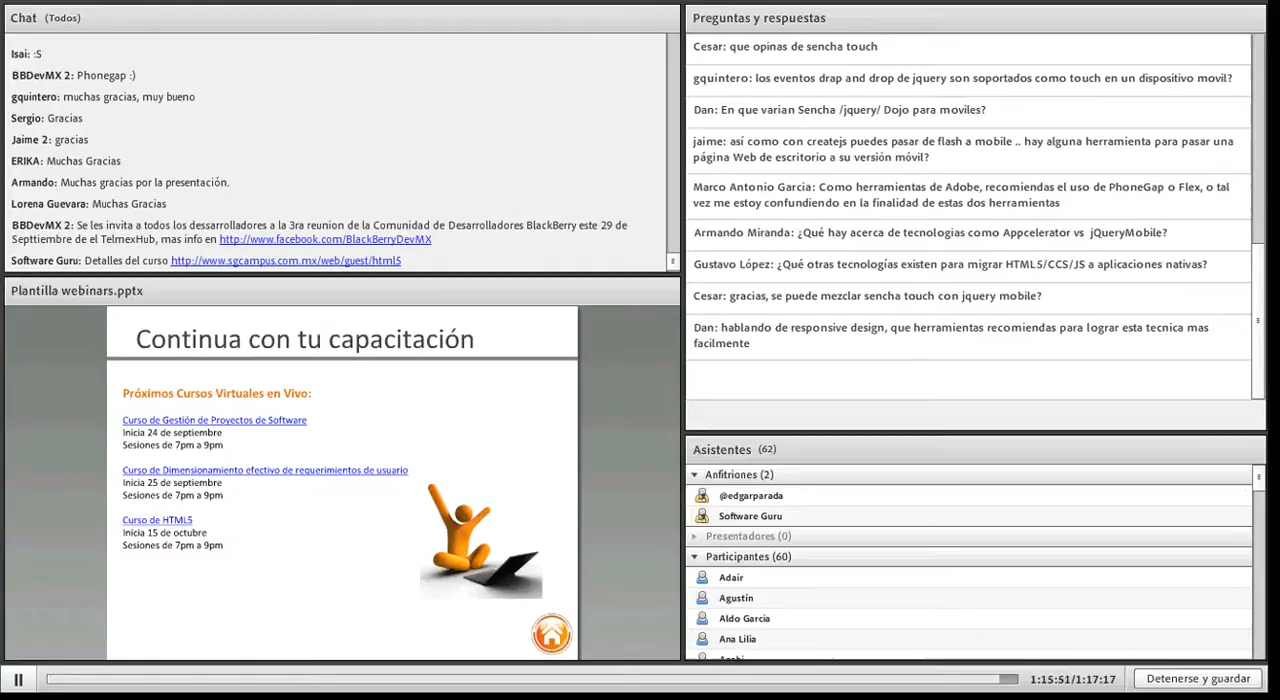 Chat (Todos)
Isai: :S
BBDevMX 2: Phonegap :)
gquintero: muchas gracias, muy bueno
Sergio: Gracias
Jaime 2: gracias
ERIKA: Muchas Gracias
Armando: Muchas gracias por la presentación.
Lorena Guevara: Muchas Gracias
BBDevMX 2: Se les invita a todos los dessarrolladores a la 3ra reunion de la Comunidad de Desarrolladores BlackBerry este 29 de
Septtiembre de el TelmexHub, mas info en http://www.facebook.com/BlackBerryDevMX
Software Guru: Detalles del curso http://www.sgcampus.com.mx/web/guest/html5
Plantilla webinars.pptx
Continua con tu capacitación
Próximos Cursos Virtuales en Vivo:
Curso de Gestión de Proyectos de Software
Inicia 24 de septiembre
Sesiones de 7pm a 9pm
Curso de Dimensionamiento efectivo de requerimientos de usuario
Inicia 25 de septiembre
Sesiones de 7pm a 9pm
Curso de HTML5
Inicia 15 de octubre
Sesiones de 7pm a 9pm
Preguntas y respuestas
Cesar: que opinas de sencha touch
gquintero: los eventos drap and drop de jquery son soportados como touch en un dispositivo movil?
Dan: En que varian Sencha /jquery/ Dojo para moviles?
jaime: así como con createjs puedes pasar de flash a mobile .. hay alguna herramienta para pasar una
página Web de escritorio a su versión móvil?
Marco Antonio Garcia: Como herramientas de Adobe, recomiendas el uso de PhoneGap o Flex, o tal
vez me estoy confundiendo en la finalidad de estas dos herramientas
Armando Miranda: ¿Qué hay acerca de tecnologias como Appcelerator vs jQueryMobile?
Gustavo López: ¿Qué otras tecnologías existen para migrar HTML5/CCS/JS a aplicaciones nativas?
Cesar: gracias, se puede mezclar sencha touch con jquery mobile?
Dan: hablando de responsive design, que herramientas recomiendas para lograr esta tecnica mas
facilmente
Asistentes (62)
Anfitriones (2)
@edgarparada
Software Guru
Presentadores (0)
Participantes (60)
Adair
Agustín
Aldo Garcia
Ana Lilia
1:15:51/1:17:17
Detenerse y guardar